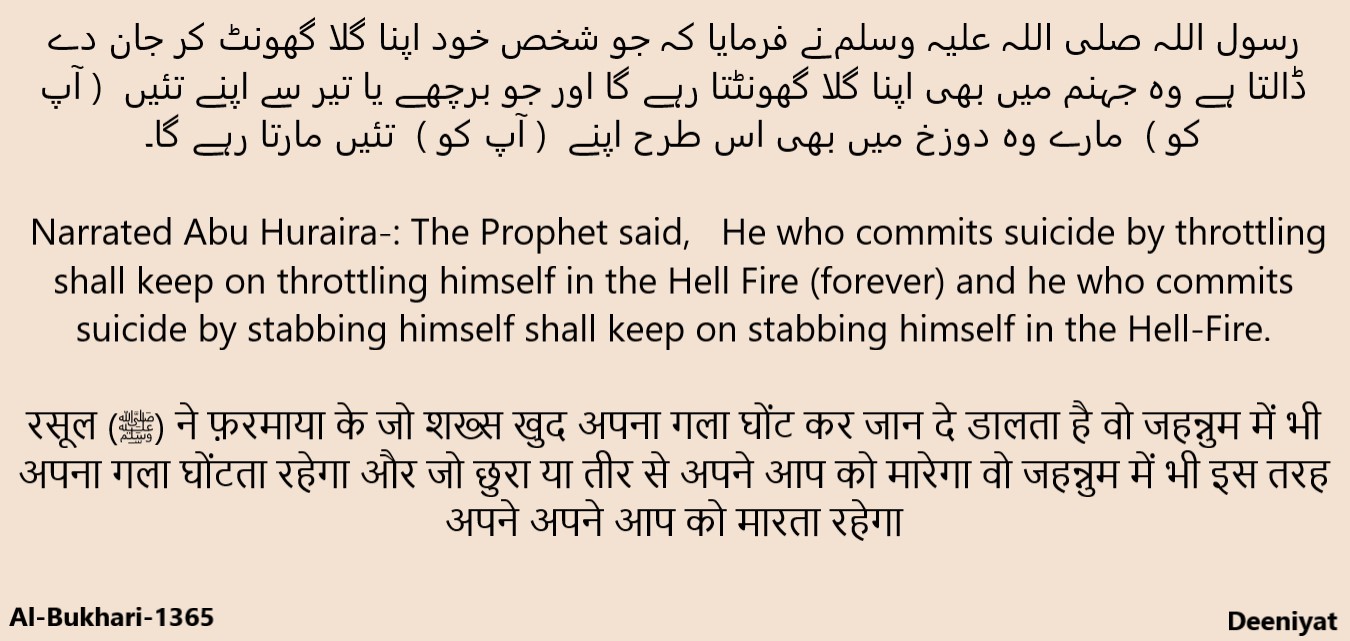 رسول اللہ صلی اللہ علیہ وسلم نے فرمایا کہ جو شخص خود اپنا گلا گھونٹ کر جان دے
ڈالتا ہے وہ جہنم میں بھی اپنا گلا گھونٹتا رہے گا اور جو برچھے یا تیر سے اپنے تئیں ( آپ
کو ) مارے وہ دوزخ میں بھی اس طرح اپنے ( آپ کو ) تئیں مارتا رہے گا۔
Narrated Abu Huraira-: The Prophet said, He who commits suicide by throttling
shall keep on throttling himself in the Hell Fire (forever) and he who commits
suicide by stabbing himself shall keep on stabbing himself in the Hell-Fire.
रसूल (ﷺ) ने फ़रमाया के जो शख्स खुद अपना गला घोंट कर जान दे डालता है वो जहन्नुम में भी
अपना गला घोंटता रहेगा और जो छुरा या तीर से अपने आप को मारेगा वो जहन्नुम में भी इस तरह
अपने अपने आप को मारता रहेगा
Al-Bukhari-1365
Deeniyat